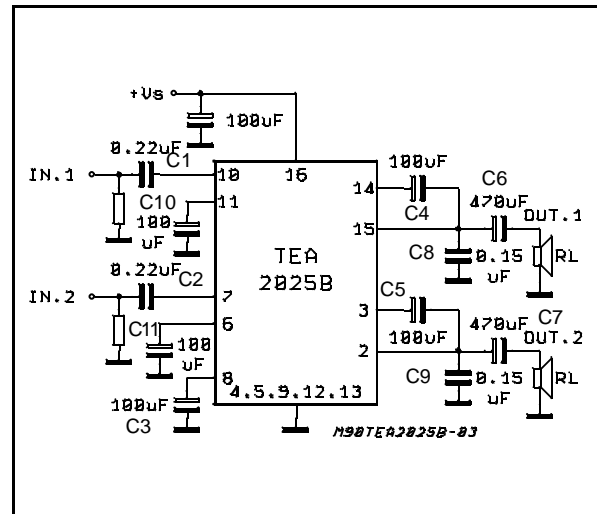 +Vs
100uF
0.22uF
C1
IN.1
10
16
C10
11
100
uF
100uF
14
C4
C6
470uF
OUT.1
15
C8
0.15
uF
RL
TEA
2025B
0.22uF
C2
IN.2
7
C11
6
100
uF
8
100uF
C3
4.5.9.12.13
3
C5
100uF
470uF
C7
OUT.2
2
C9
0.15
uF
RL
M90TEA2025B-03